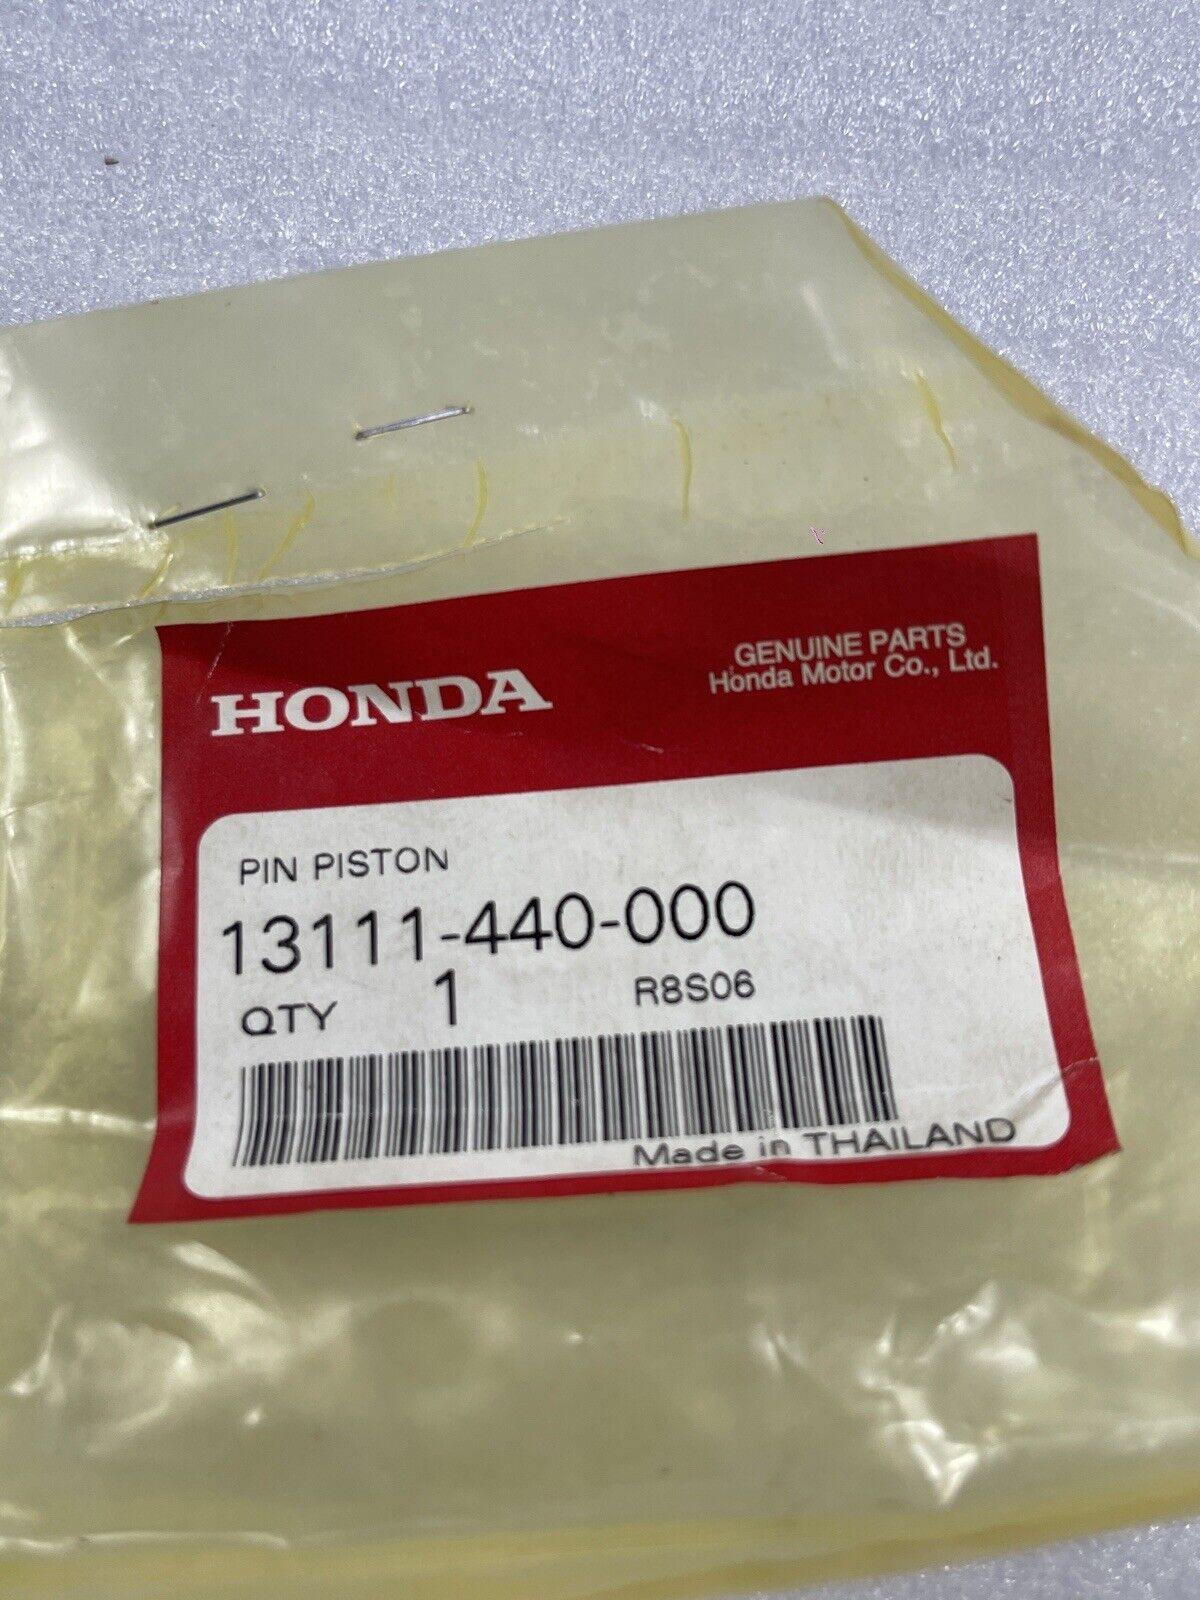 HONDA
GENUINE PARTS
Honda Motor Co., Ltd.
PIN PISTON
13111-440-000
QTY 1 R8S06
Made in THAILAND